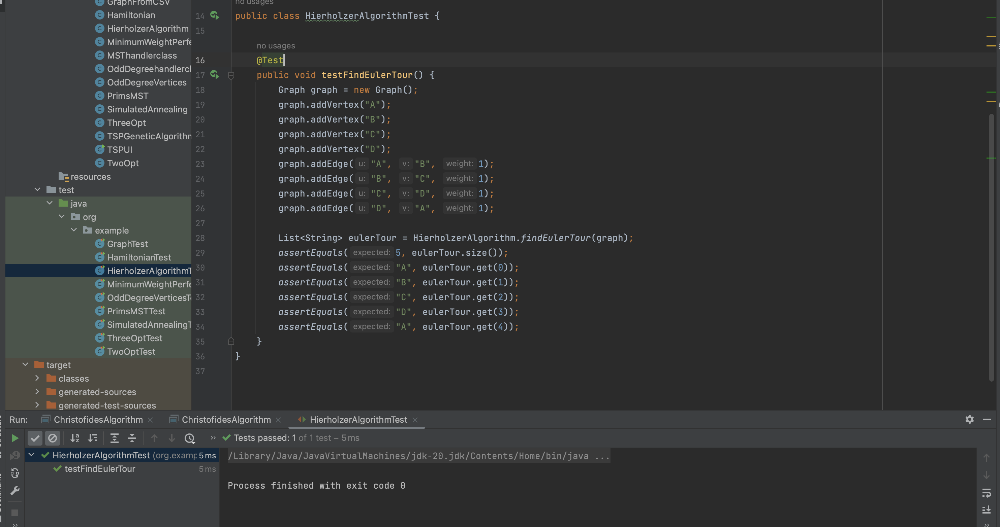 GraphFromCSV
Hamiltonian
HierholzerAlgorithm
MinimumWeightPerfe
MSThandlerclass
OddDegreehandlercl
OddDegreeVertices
PrimsMST
SimulatedAnnealing
ThreeOpt
TSPGeneticAlgorithm
TSPUI
TwoOpt
resources
test
java
org
example
GraphTest
HamiltonianTest
HierholzerAlgorithmT
MinimumWeightPerfe
OddDegreeVerticesTe
PrimsMSTTest
SimulatedAnnealingT
ThreeOptTest
TwoOptTest
target
classes
generated-sources
generated-test-sources
no usages
14 public class HierholzerAlgorithmTest {
15
no usages
16 @Test
17 public void testFindEulerTour() {
18 Graph graph = new Graph();
19 graph.addVertex("A");
20 graph.addVertex("B");
21 graph.addVertex("C");
22 graph.addVertex("D");
23 graph.addEdge( u: "A", v: "B", weight: 1);
24 graph.addEdge( u: "B", v: "C", weight: 1);
25 graph.addEdge( u: "C", v: "D", weight: 1);
26 graph.addEdge( u: "D", v: "A", weight: 1);
27
28 List<String> eulerTour = HierholzerAlgorithm.findEulerTour(graph);
29 assertEquals( expected: 5, eulerTour.size());
30 assertEquals( expected: "A", eulerTour.get(0));
31 assertEquals( expected: "B", eulerTour.get(1));
32 assertEquals( expected: "C", eulerTour.get(2));
33 assertEquals( expected: "D", eulerTour.get(3));
34 assertEquals( expected: "A", eulerTour.get(4));
35 }
36 }
37
Run: ChristofidesAlgorithm × ChristofidesAlgorithm × HierholzerAlgorithmTest ×
» Tests passed: 1 of 1 test – 5 ms
HierholzerAlgorithmTest (org.examp 5 ms
testFindEulerTour 5 ms
/Library/Java/JavaVirtualMachines/jdk-20.jdk/Contents/Home/bin/java ...
Process finished with exit code 0